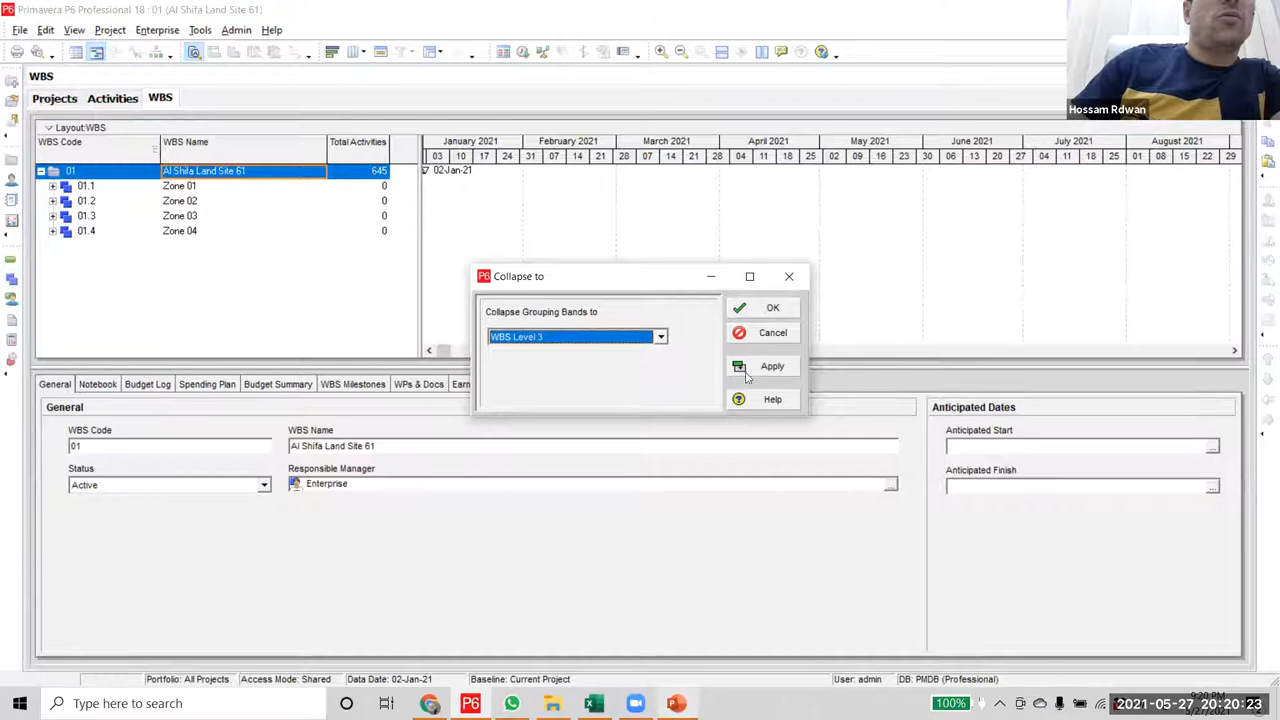 Primavera P6 Professional 18 : 01 (Al Shifa Land Site 61)
File Edit View Project Enterprise Tools Admin Help
WBS
Projects Activities WBS
Hossam Rdwan
Layout:WBS
WBS Code WBS Name Total Activities
January 2021 February 2021 March 2021 April 2021 May 2021 June 2021 July 2021 August 2021
03 10 17 24 31 07 14 21 28 07 14 21 28 04 11 18 25 02 09 16 23 30 06 13 20 27 04 11 18 25 01 08 15 22 29
01 Al Shifa Land Site 61 645 02-Jan-21
01.1 Zone 01 0
01.2 Zone 02 0
01.3 Zone 03 0
01.4 Zone 04 0
P6 Collapse to
Collapse Grouping Bands to
WBS Level 3
OK
Cancel
Apply
Help
General Notebook Budget Log Spending Plan Budget Summary WBS Milestones WPs & Docs Earn
General
WBS Code WBS Name
01 Al Shifa Land Site 61
Status Responsible Manager
Active Enterprise
Anticipated Dates
Anticipated Start
Anticipated Finish
Portfolio: All Projects Access Mode: Shared Data Date: 02-Jan-21 Baseline: Current Project User: admin DB: PMDB (Professional)
Type here to search
100%
2021-05-27, 20:20:23